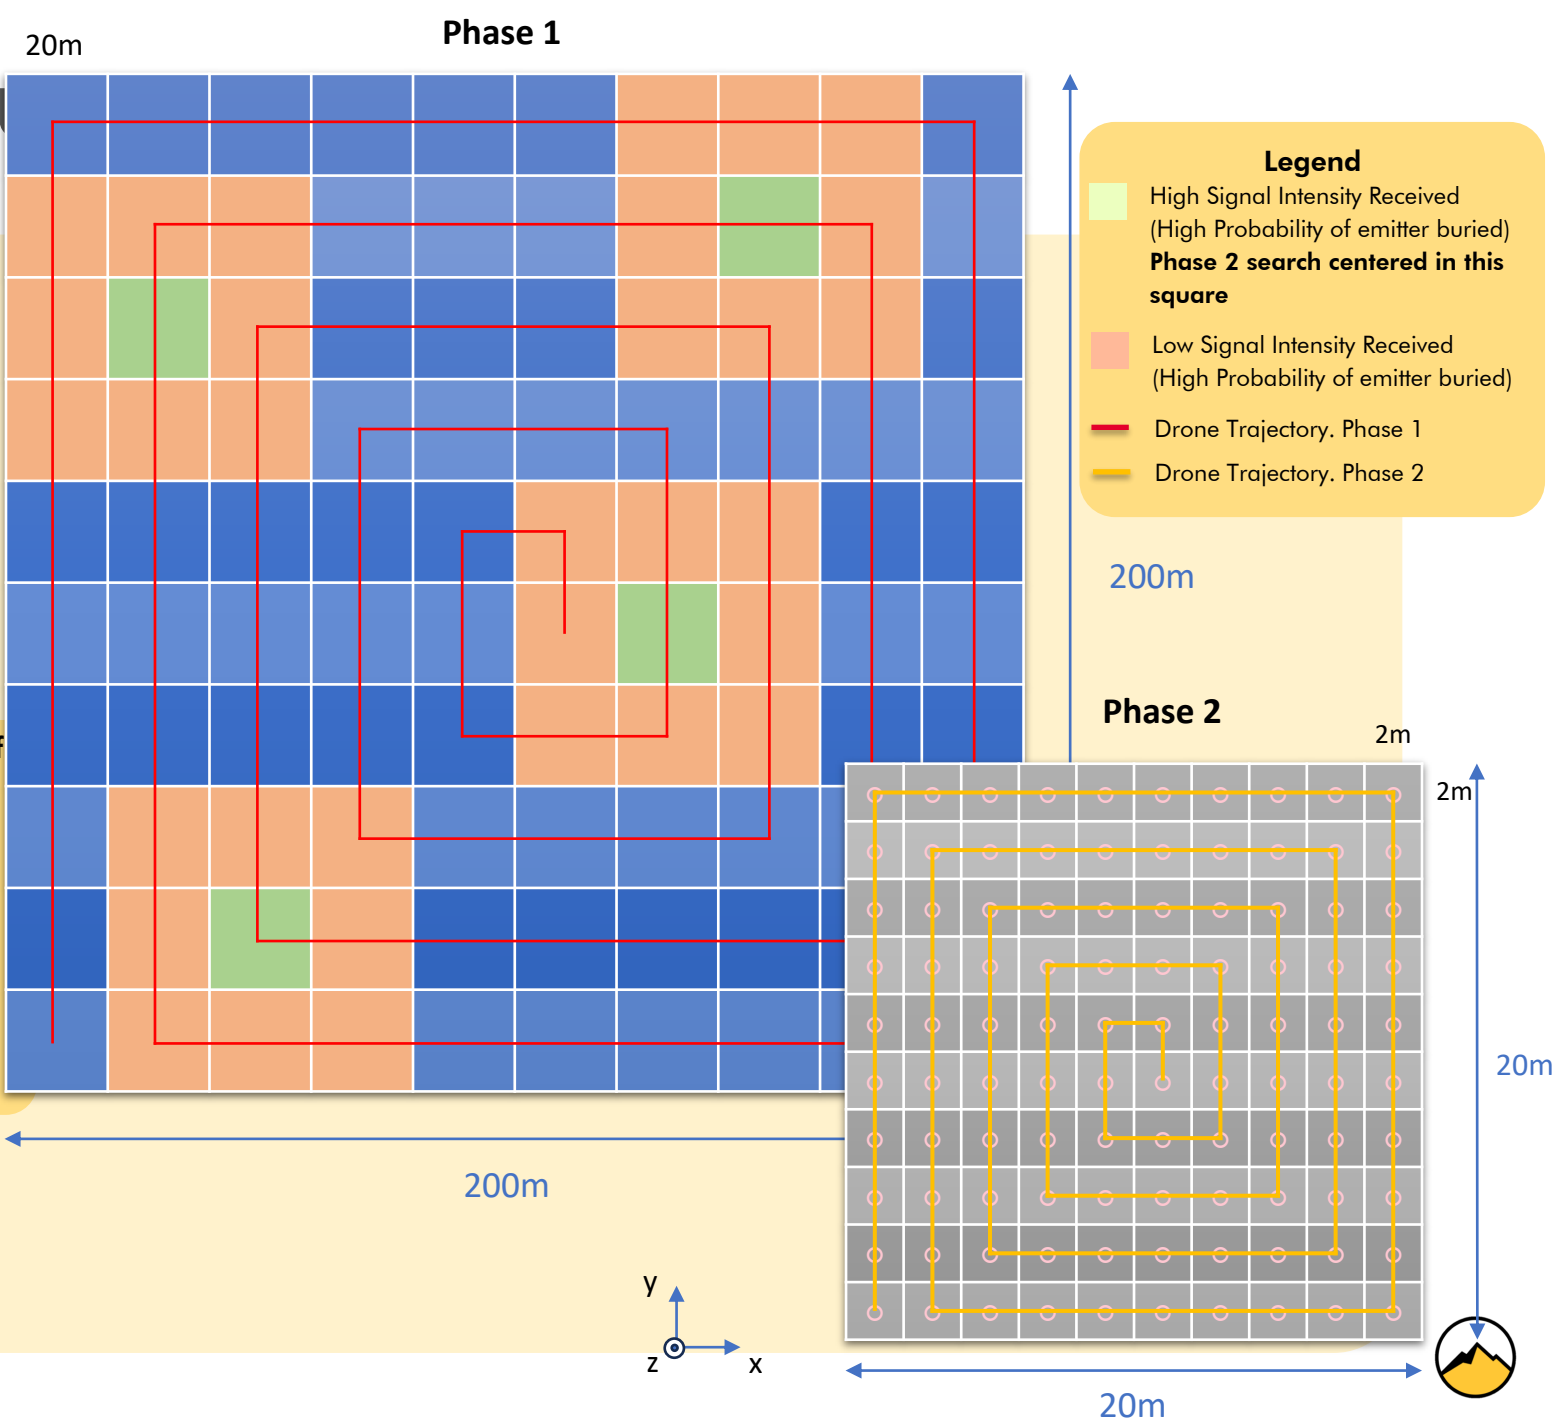 Phase 1
20m
Legend
High Signal Intensity Received
(High Probability of emitter buried)
Phase 2 search centered in this
square
Low Signal Intensity Received
(High Probability of emitter buried)
Drone Trajectory. Phase 1
Drone Trajectory. Phase 2
200m
Phase 2
2m
2m
20m
200m
y
z
x
20m